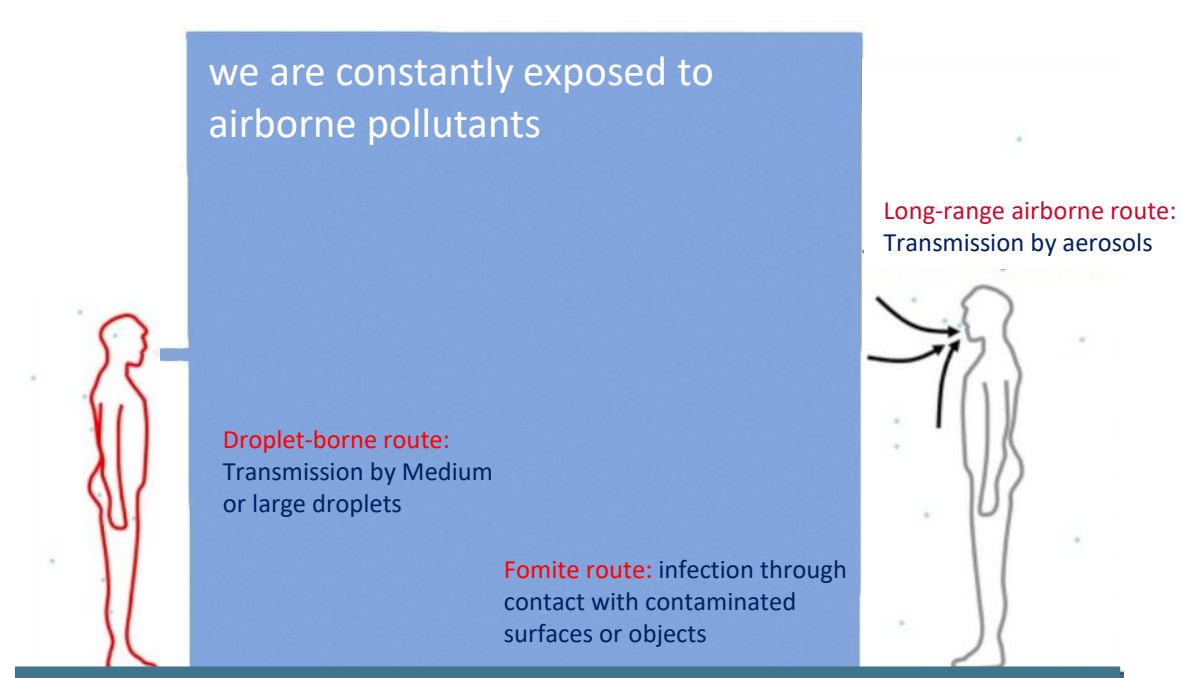 we are constantly exposed to
airborne pollutants
Long-range airborne route:
Transmission by aerosols
Droplet-borne route:
Transmission by Medium
or large droplets
Fomite route: infection through
contact with contaminated
surfaces or objects